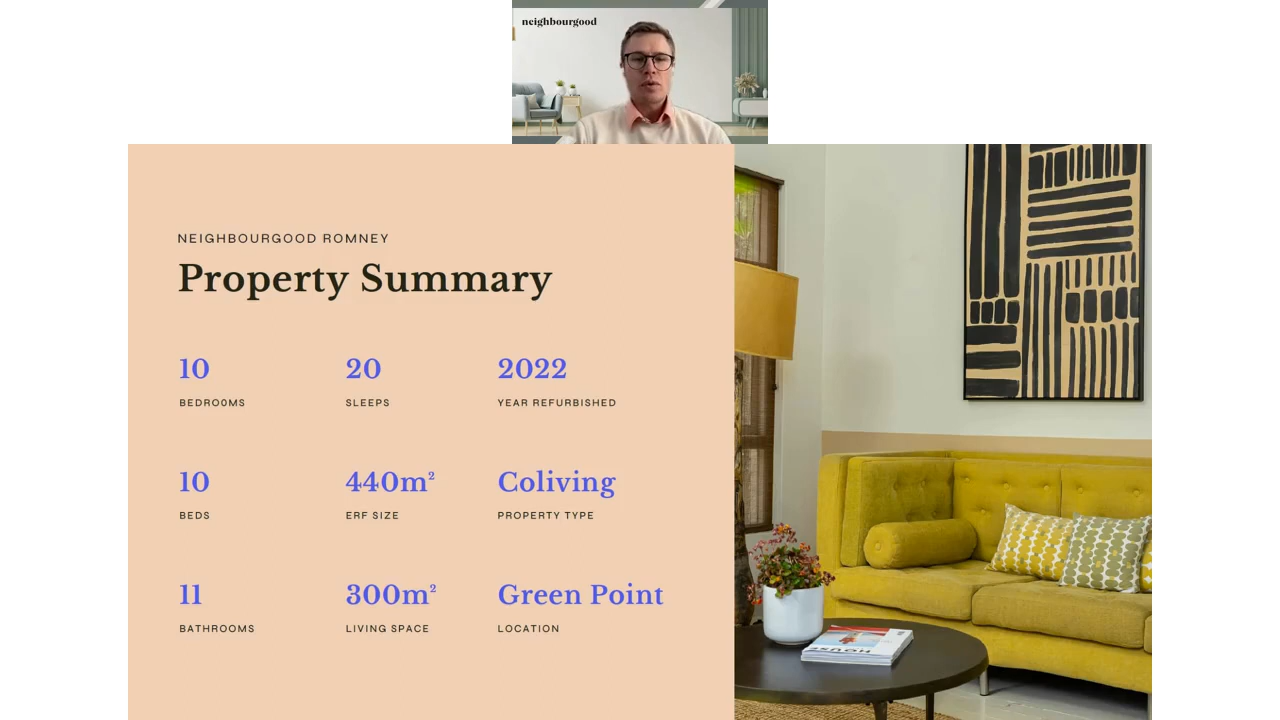 neighbourgood
NEIGHBOURGOOD ROMNEY
Property Summary
10
BEDROOMS
20
SLEEPS
2022
YEAR REFURBISHED
10
BEDS
440m²
ERF SIZE
Coliving
PROPERTY TYPE
11
BATHROOMS
300m²
LIVING SPACE
Green Point
LOCATION
HOUSE